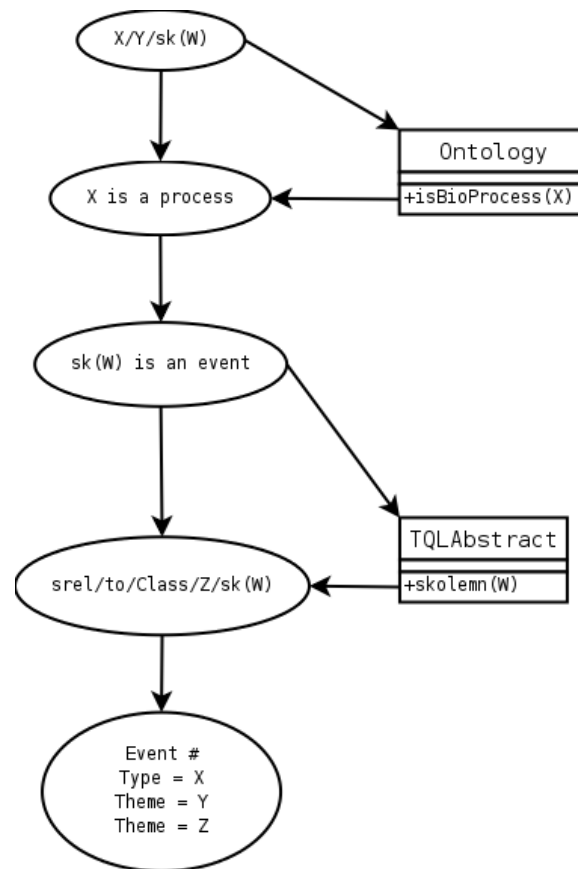 X/Y/sk(W)
Ontology
+isBioProcess(X)
X is a process
sk(W) is an event
TQLAbstract
+skolemn(W)
srel/to/Class/Z/sk(W)
Event #
Type = X
Theme = Y
Theme = Z